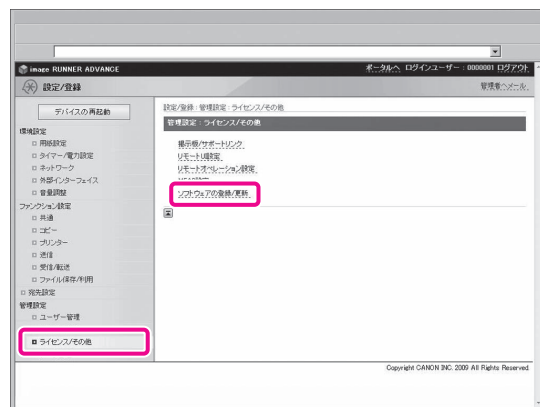 image RUNNER ADVANCE
ポータルへ ログインユーザー：0000001 ログアウト
設定/登録
管理者へメール
デバイスの再起動
環境設定
用紙設定
タイマー/電力設定
ネットワーク
外部インターフェイス
音量調整
ファンクション設定
共通
コピー
プリンター
送信
受信/転送
ファイル保存/利用
宛先設定
管理設定
ユーザー管理
ライセンス/その他
設定/登録：管理設定：ライセンス/その他
管理設定：ライセンス/その他
掲示板/サポートリンク
リモートUI設定
リモートオペレーション設定
ソフトウェアの登録/更新
Copyright CANON INC. 2009 All Rights Reserved